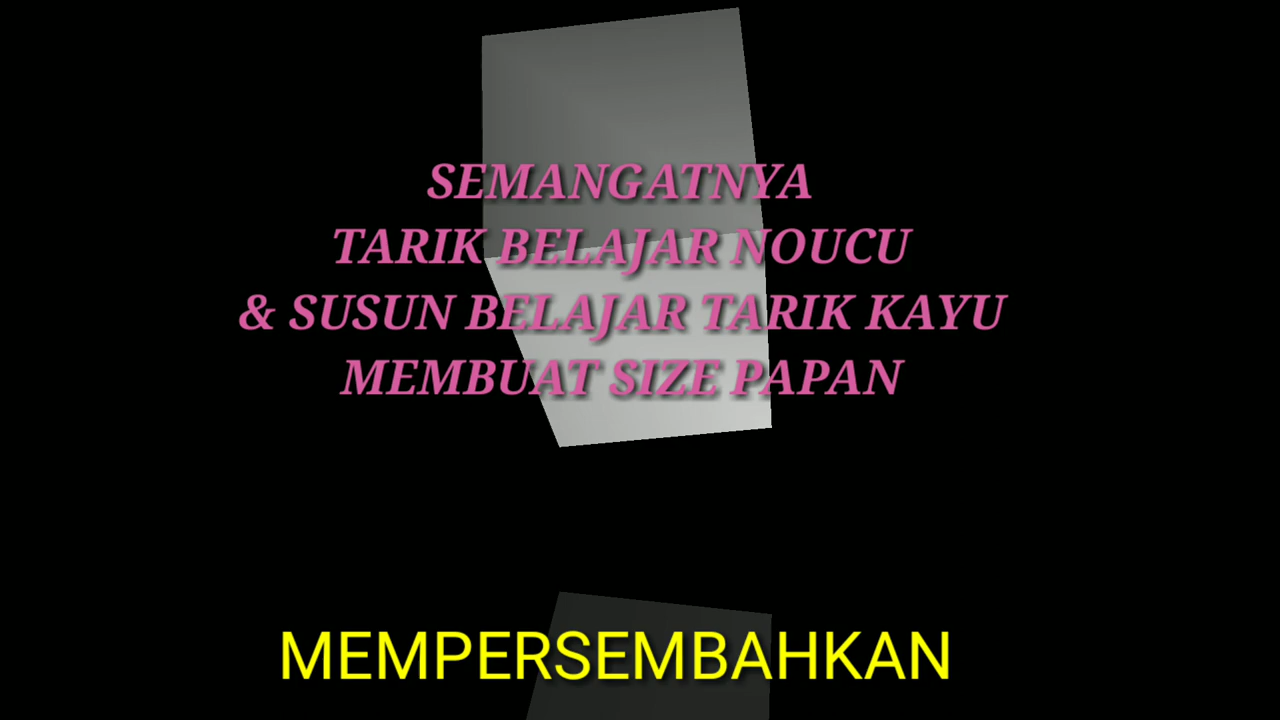 SEMANGATNYA
TARIK BELAJAR NOUCU
& SUSUN BELAJAR TARIK KAYU
MEMBUAT SIZE PAPAN
MEMPERSEMBAHKAN